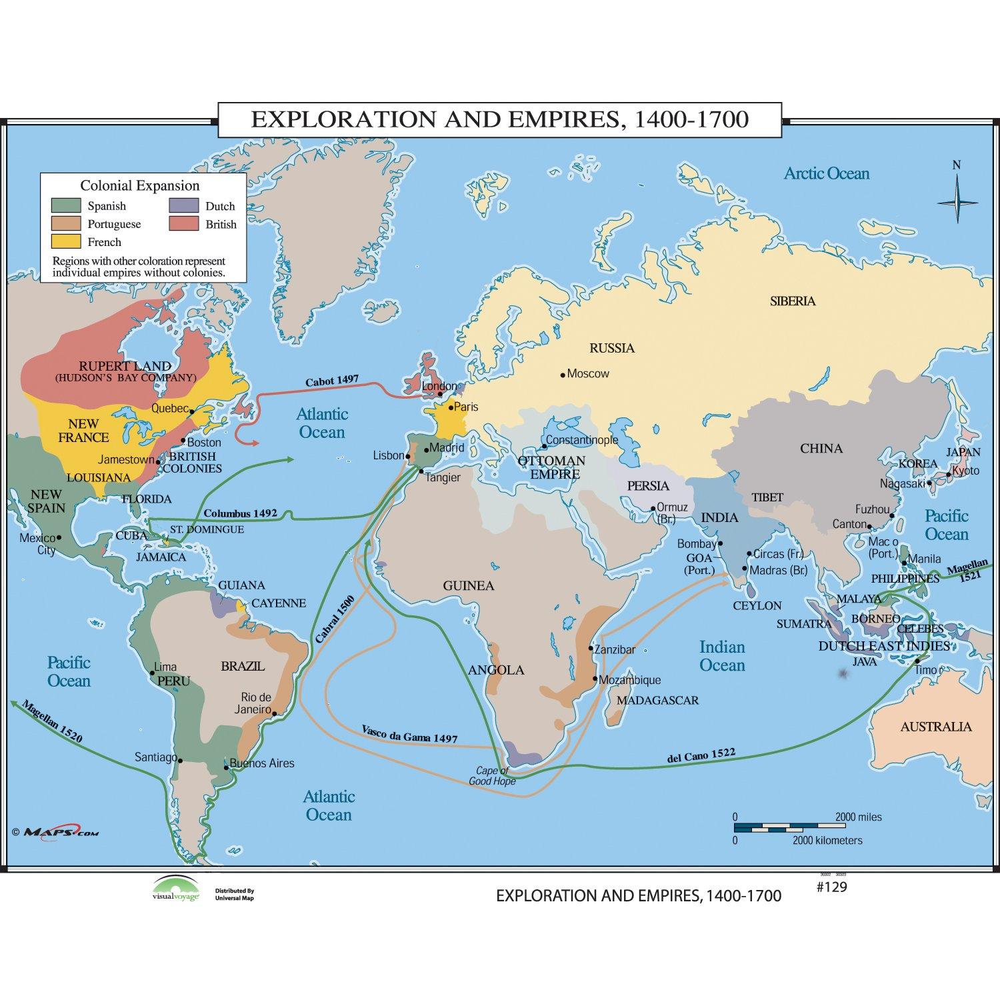 EXPLORATION AND EMPIRES, 1400-1700
Colonial Expansion
Spanish
Dutch
Portuguese
British
French
Regions with other coloration represent
individual empires without colonies.
Arctic Ocean
N
SIBERIA
RUSSIA
Moscow
RUPERT LAND
(HUDSON'S BAY COMPANY)
Cabot 1497
London
Paris
Quebec
Atlantic
Ocean
NEW
FRANCE
Boston
Jamestown
BRITISH
COLONIES
LOUISIANA
Madrid
Lisbon
Tangier
Constantinople
OTTOMAN
EMPIRE
PERSIA
CHINA
JAPAN
KOREA
Kyoto
Nagasaki
NEW
SPAIN
FLORIDA
TIBET
Ormuz
(Br.)
INDIA
Fuzhou
Canton
Pacific
Ocean
Columbus 1492
ST. DOMINGUE
CUBA
Mexico
City
JAMAICA
Bombay
GOA
(Port.)
Circas (Fr.)
Madras (Br.)
Mac o
(Port.)
Manila
Magellan
1521
PHILIPPINES
GUINEA
GUIANA
CAYENNE
CEYLON
MALAYA
SUMATRA
BORNEO
CELEBES
Cabral 1500
DUTCH EAST INDIES
JAVA
Timor
Pacific
Ocean
Lima
PERU
BRAZIL
ANGOLA
Zanzibar
Indian
Ocean
Mozambique
MADAGASCAR
Rio de
Janeiro
AUSTRALIA
Magellan 1520
Vasco da Gama 1497
Santiago
Buenos Aires
Cape of
Good Hope
del Cano 1522
Atlantic
Ocean
0 2000 miles
0 2000 kilometers
© MAPS.COM
visualvoyage
Distributed By
Universal Map
EXPLORATION AND EMPIRES, 1400-1700
#129